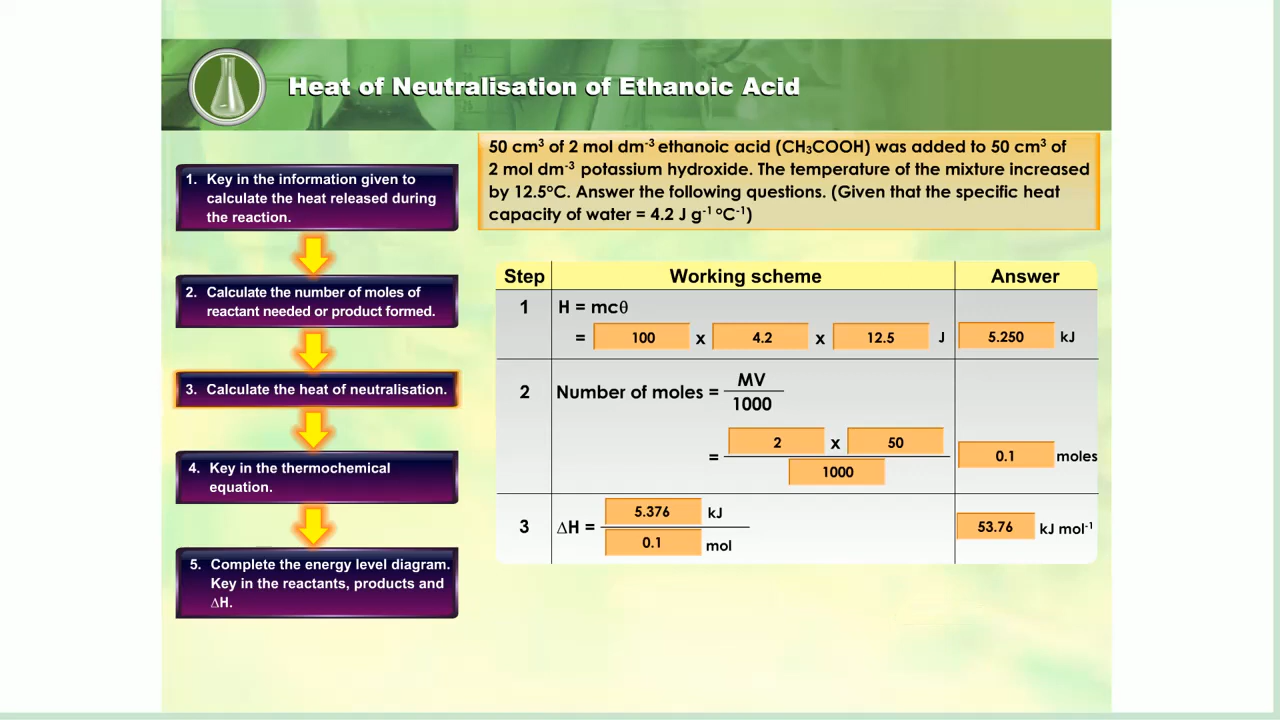 Heat of Neutralisation of Ethanoic Acid
50 cm³ of 2 mol dm⁻³ ethanoic acid (CH₃COOH) was added to 50 cm³ of
2 mol dm⁻³ potassium hydroxide. The temperature of the mixture increased
by 12.5°C. Answer the following questions. (Given that the specific heat
capacity of water = 4.2 J g⁻¹ °C⁻¹)
1. Key in the information given to
calculate the heat released during
the reaction.
2. Calculate the number of moles of
reactant needed or product formed.
3. Calculate the heat of neutralisation.
4. Key in the thermochemical
equation.
5. Complete the energy level diagram.
Key in the reactants, products and
∆H.
Step Working scheme Answer
1 H = mcθ
= 100 x 4.2 x 12.5 J 5.250 kJ
2 Number of moles = MV
1000
= 2 x 50
1000
0.1 moles
3 ∆H = 5.376 kJ
0.1 mol
53.76 kJ mol⁻¹